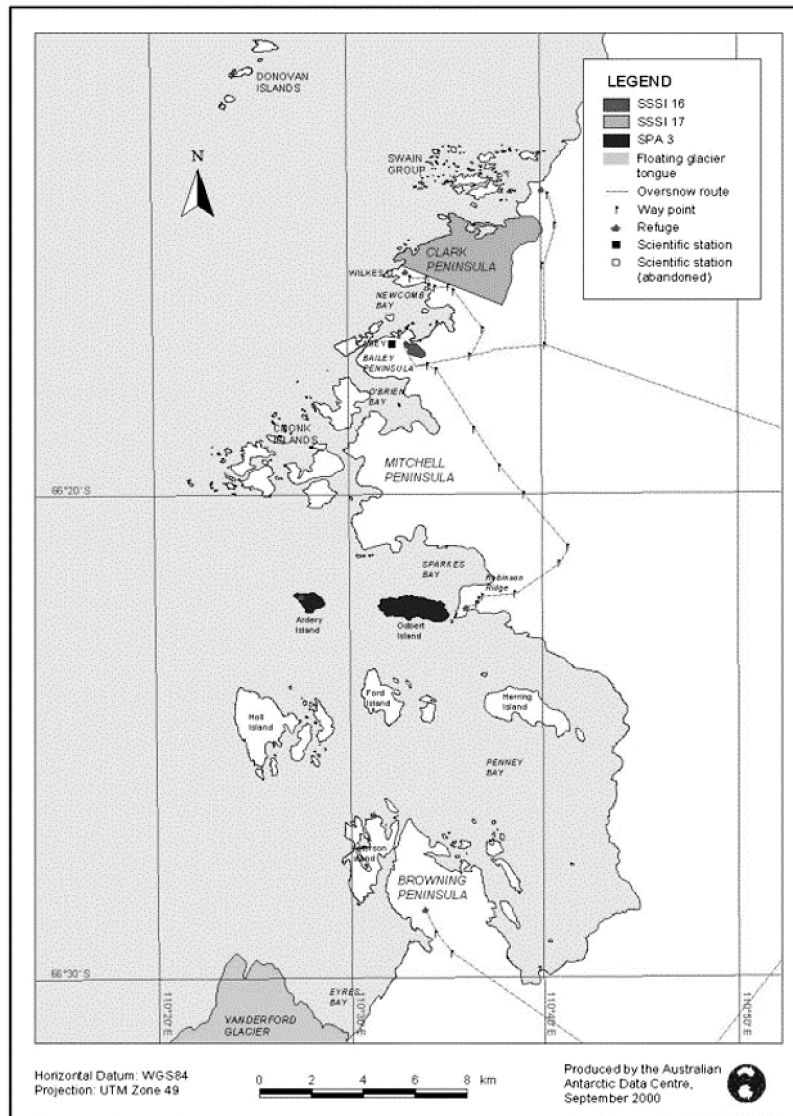 DONOVAN
ISLANDS
LEGEND
SSSI 16
SSSI 17
SPA 3
Floating glacier
tongue
Oversnow route
Way point
Refuge
Scientific station
Scientific station
(abandoned)
N
SWAIN
GROUP
CLARK
PENINSULA
WILKES
NEWCOMB
BAY
BAILEY
PENINSULA
O'BRIEN
BAY
ISLANDS
MITCHELL
PENINSULA
66°20' S
SPARKES
BAY
Robinson
Ridge
Ardery
Island
Odbert
Island
Ford
Island
Herring
Island
Holl
Island
PENNEY
BAY
BROWNING
PENINSULA
66°30' S
EYRES
BAY
VANDERFORD
GLACIER
110°20' E
110°30' E
110°40' E
110°50' E
Horizontal Datum: WGS84
Projection: UTM Zone 49
0 2 4 6 8 km
Produced by the Australian
Antarctic Data Centre,
September 2000